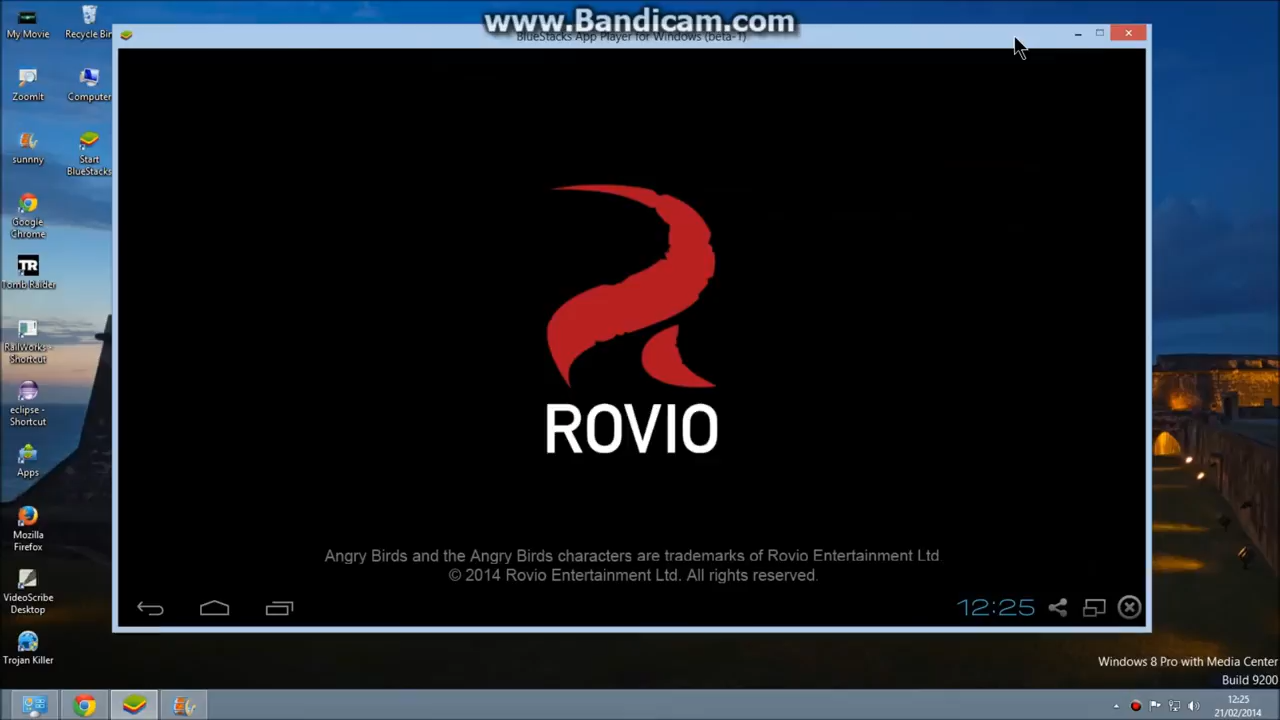 www.Bandicam.com
BlueStacks App Player for Windows (beta-1)
My Movie
Recycle Bin
Zoomit
Computer
sunnny
Start
BlueStacks
Google
Chrome
TR
Tomb Raider
RailWorks -
Shortcut
eclipse -
Shortcut
Apps
Mozilla
Firefox
VideoScribe
Desktop
Trojan Killer
ROVIO
Angry Birds and the Angry Birds characters are trademarks of Rovio Entertainment Ltd
© 2014 Rovio Entertainment Ltd. All rights reserved.
12:25
Windows 8 Pro with Media Center
Build 9200
12:25
21/02/2014